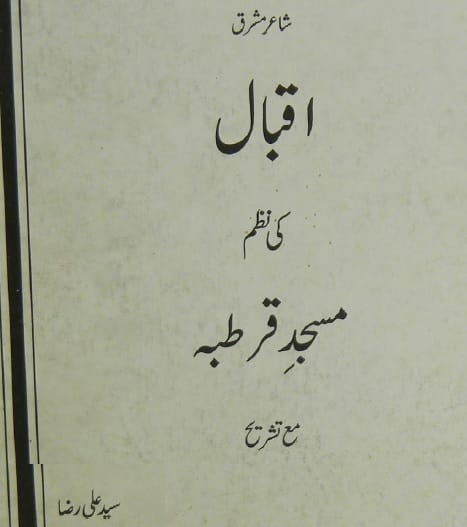 شاعر مشرق
اقبال
کی نظم
مسجدِ قرطبہ
مع تشریح
سید علی رضا